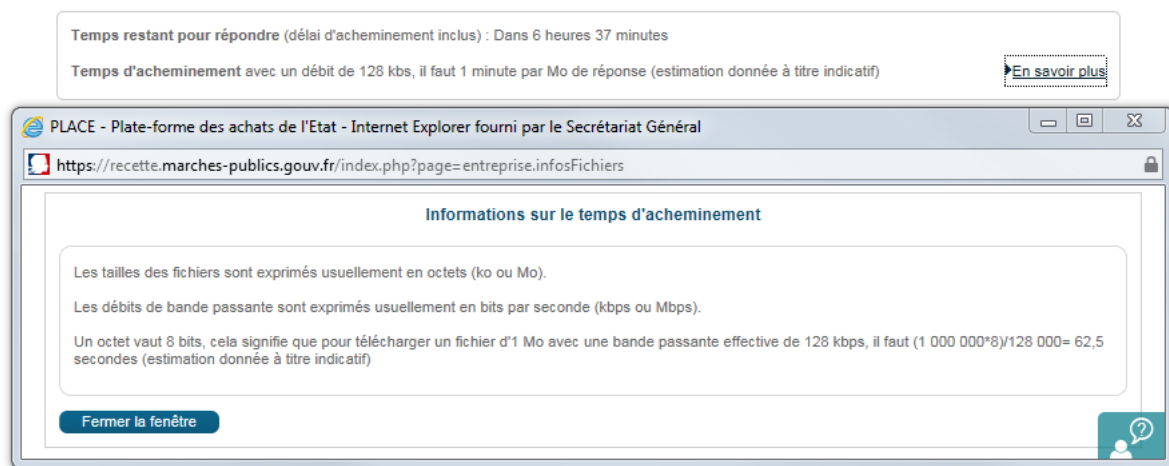 Temps restant pour répondre (délai d'acheminement inclus) : Dans 6 heures 37 minutes
Temps d'acheminement avec un débit de 128 kbs, il faut 1 minute par Mo de réponse (estimation donnée à titre indicatif)
En savoir plus
PLACE - Plate-forme des achats de l'Etat - Internet Explorer fourni par le Secrétariat Général
https://recette.marches-publics.gouv.fr/index.php?page=entreprise.infosFichiers
Informations sur le temps d'acheminement
Les tailles des fichiers sont exprimés usuellement en octets (ko ou Mo).
Les débits de bande passante sont exprimés usuellement en bits par seconde (kbps ou Mbps).
Un octet vaut 8 bits, cela signifie que pour télécharger un fichier d'1 Mo avec une bande passante effective de 128 kbps, il faut (1 000 000*8)/128 000= 62,5
secondes (estimation donnée à titre indicatif)
Fermer la fenêtre